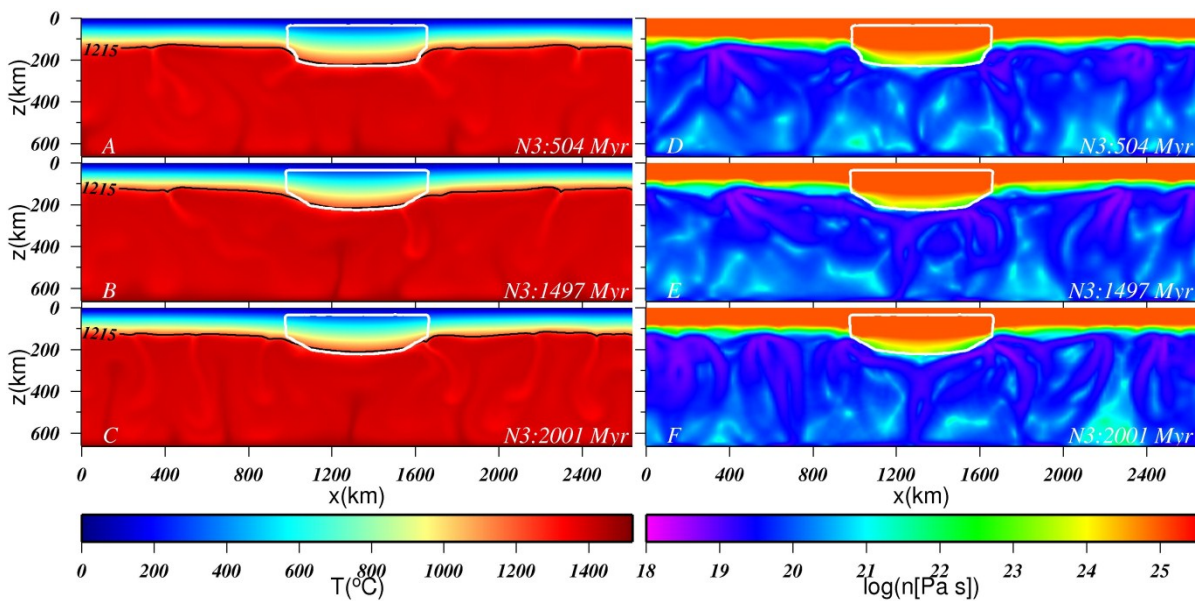 0
200
400
600
z(km)
1215
A
N3:504 Myr
D
N3:504 Myr
0
200
400
600
z(km)
B
N3:1497 Myr
E
N3:1497 Myr
0
200
400
600
z(km)
1215
C
N3:2001 Myr
F
N3:2001 Myr
0 400 800 1200 1600 2000 2400
x(km)
0 400 800 1200 1600 2000 2400
x(km)
0 200 400 600 800 1000 1200 1400
T(ºC)
18 19 20 21 22 23 24 25
log(n[Pa s])